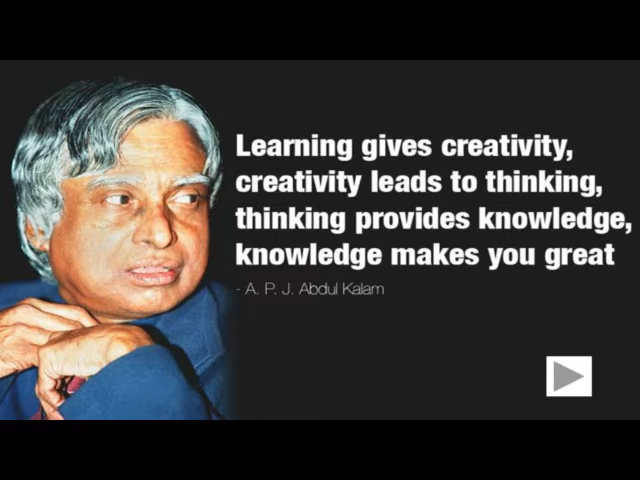 Learning gives creativity,
creativity leads to thinking,
thinking provides knowledge,
knowledge makes you great
- A. P. J. Abdul Kalam